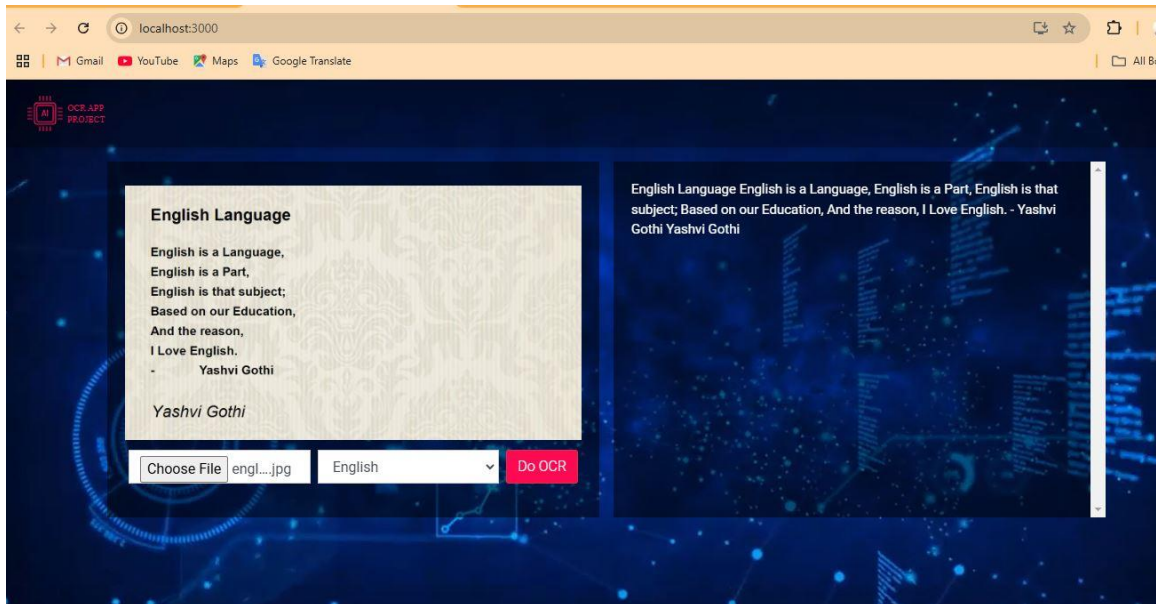 localhost:3000
Gmail YouTube Maps Google Translate
All Bo
AI
OCR APP
PROJECT
English Language
English is a Language,
English is a Part,
English is that subject;
Based on our Education,
And the reason,
I Love English.
- Yashvi Gothi
Yashvi Gothi
Choose File engl....jpg English Do OCR
English Language English is a Language, English is a Part, English is that
subject; Based on our Education, And the reason, I Love English. - Yashvi
Gothi Yashvi Gothi